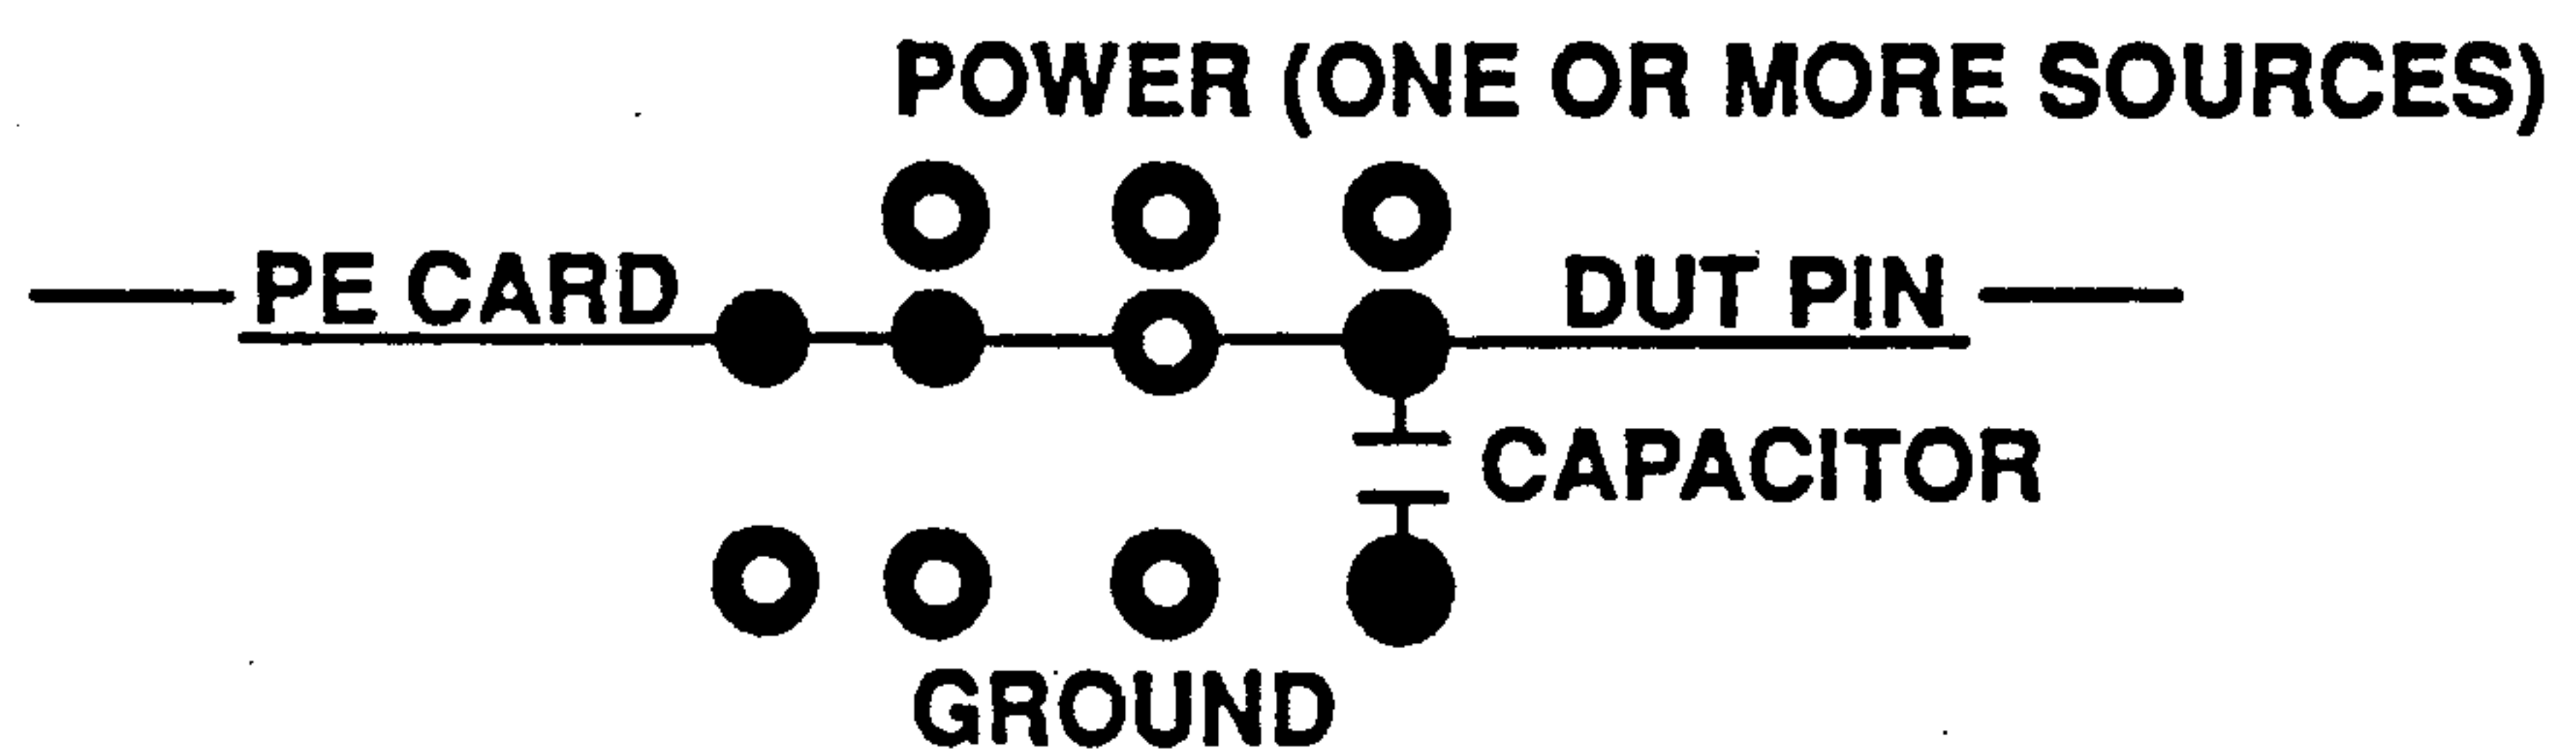 POWER (ONE OR MORE SOURCES)
PE CARD
DUT PIN
CAPACITOR
GROUND